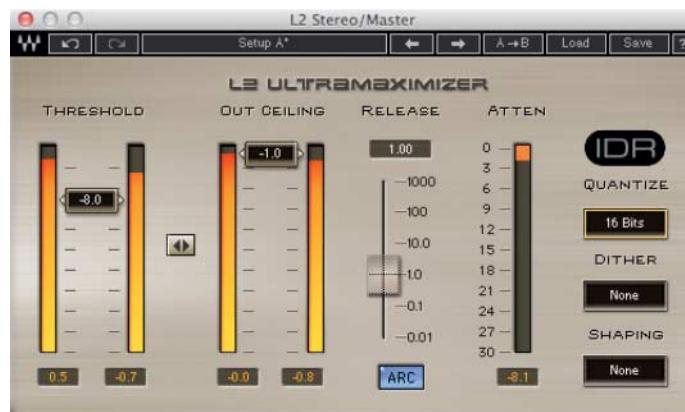 L2 Stereo/Master
Setup A* A→B Load Save ?
L2 ULTRAMAXIMIZER
THRESHOLD OUT CEILING RELEASE ATTEN
-8.0
-1.0
1.00
1000
100
10.0
1.0
0.1
0.01
0
3
6
9
12
15
18
21
24
27
30
IDR
QUANTIZE
16 Bits
DITHER
None
SHAPING
None
0.5 -0.7 -0.0 -0.8 ARC -8.1